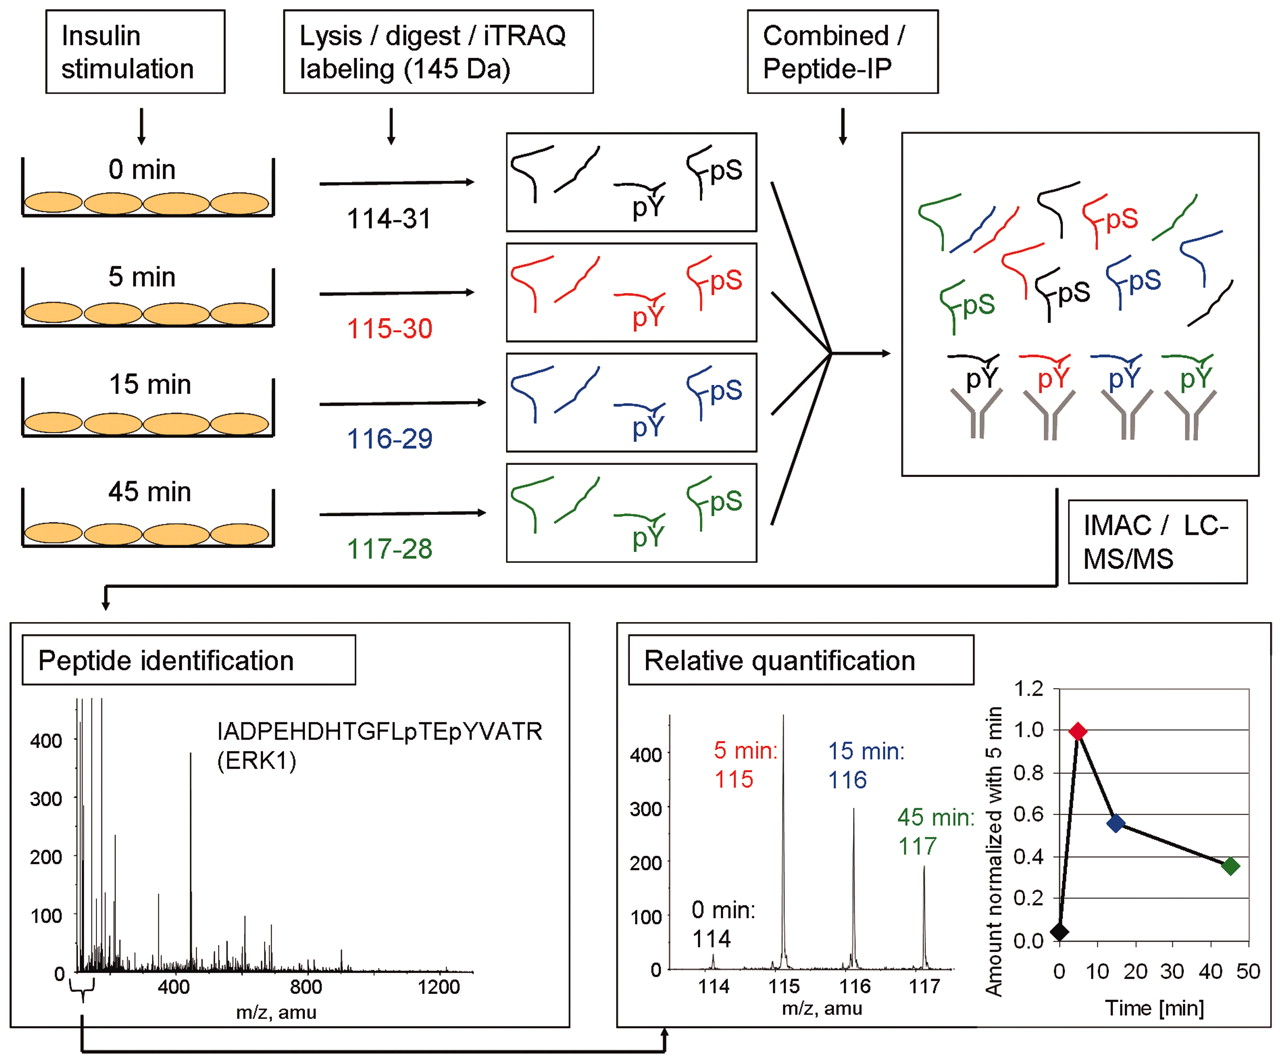 Insulin
stimulation
Lysis / digest / iTRAQ
labeling (145 Da)
Combined /
Peptide-IP
0 min
114-31
pY
pS
5 min
115-30
pY
pS
15 min
116-29
pY
pS
45 min
117-28
pY
pS
pS
pS
pS
pS
pY
pY
pY
pY
IMAC / LC-
MS/MS
Peptide identification
IADPEHDHTGFLpTEpYVATR
(ERK1)
400
300
200
100
0
400
800
1200
m/z, amu
Relative quantification
400
300
200
100
0
5 min:
115
15 min:
116
45 min:
117
0 min:
114
114
115
116
117
m/z, amu
Amount normalized with 5 min
1.2
1.0
0.8
0.6
0.4
0.2
0.0
0
10
20
30
40
50
Time [min]